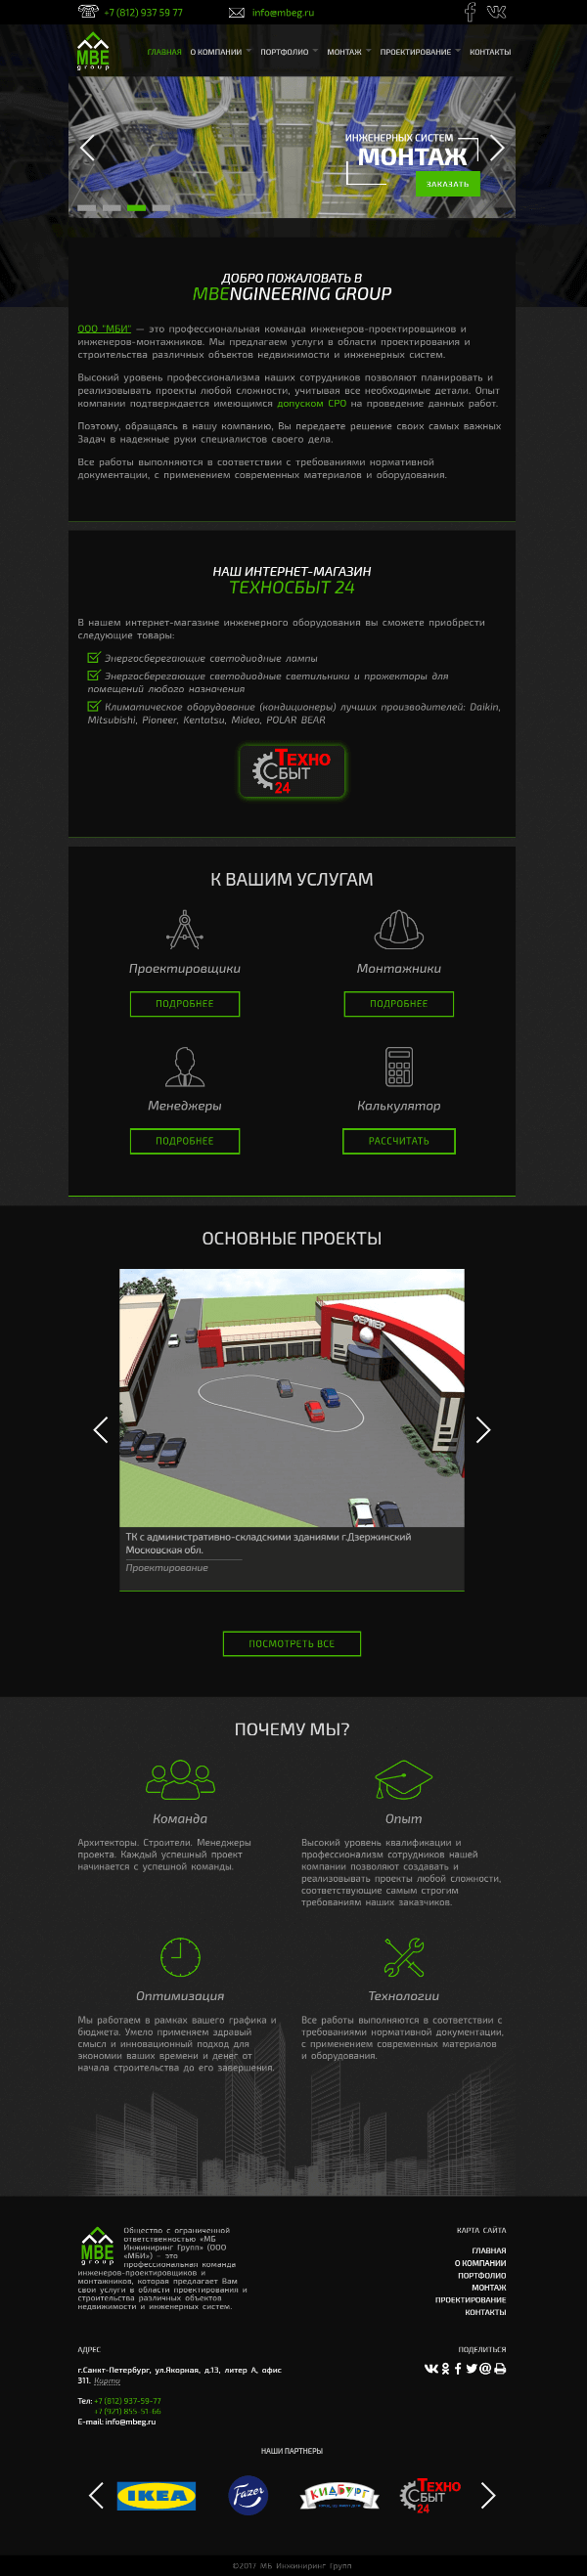 +7 (812) 937 59 77
info@mbeg.ru
MBE
group
ГЛАВНАЯ О КОМПАНИИ ПОРТФОЛИО МОНТАЖ ПРОЕКТИРОВАНИЕ КОНТАКТЫ
ИНЖЕНЕРНЫХ СИСТЕМ
МОНТАЖ
ЗАКАЗАТЬ
ДОБРО ПОЖАЛОВАТЬ В
MBENGINEERING GROUP
ООО "МБИ" — это профессиональная команда инженеров-проектировщиков и
инженеров-монтажников. Мы предлагаем услуги в области проектирования и
строительства различных объектов недвижимости и инженерных систем.
Высокий уровень профессионализма наших сотрудников позволяют планировать и
реализовывать проекты любой сложности, учитывая все необходимые детали. Опыт
компании подтверждается имеющимся допуском СРО на проведение данных работ.
Поэтому, обращаясь в нашу компанию, Вы передаете решение своих самых важных
Задач в надежные руки специалистов своего дела.
Все работы выполняются в соответствии с требованиями нормативной
документации, с применением современных материалов и оборудования.
НАШ ИНТЕРНЕТ-МАГАЗИН
ТЕХНОСБЫТ 24
В нашем интернет-магазине инженерного оборудования вы сможете приобрести
следующие товары:
Энергосберегающие светодиодные лампы
Энергосберегающие светодиодные светильники и прожекторы для
помещений любого назначения
Климатическое оборудование (кондиционеры) лучших производителей: Daikin,
Mitsubishi, Pioneer, Kentatsu, Midea, POLAR BEAR
ТЕХНО
СБЫТ
24
К ВАШИМ УСЛУГАМ
Проектировщики
Монтажники
ПОДРОБНЕЕ
ПОДРОБНЕЕ
Менеджеры
Калькулятор
ПОДРОБНЕЕ
РАССЧИТАТЬ
ОСНОВНЫЕ ПРОЕКТЫ
ФЕРМЕР
ТК с административно-складскими зданиями г.Дзержинский
Московская обл.
Проектирование
ПОСМОТРЕТЬ ВСЕ
ПОЧЕМУ МЫ?
Команда
Архитекторы. Строители. Менеджеры
проекта. Каждый успешный проект
начинается с успешной команды.
Опыт
Высокий уровень квалификации и
профессионализм сотрудников нашей
компании позволяют создавать и
реализовывать проекты любой сложности,
соответствующие самым строгим
требованиям наших заказчиков.
Оптимизация
Мы работаем в рамках вашего графика и
бюджета. Умело применяем здравый
смысл и инновационный подход для
экономии ваших времени и денег от
начала строительства до его завершения.
Технологии
Все работы выполняются в соответствии с
требованиями нормативной документации,
с применением современных материалов
и оборудования.
MBE
group
Общество с ограниченной
ответственностью «МБ
Инжиниринг Групп» (ООО
«МБИ») - это
профессиональная команда
инженеров-проектировщиков и
монтажников, которая предлагает Вам
свои услуги в области проектирования и
строительства различных объектов
недвижимости и инженерных систем.
КАРТА САЙТА
ГЛАВНАЯ
О КОМПАНИИ
ПОРТФОЛИО
МОНТАЖ
ПРОЕКТИРОВАНИЕ
КОНТАКТЫ
АДРЕС
г.Санкт-Петербург, ул.Якорная, д.13, литер А, офис
311. Карта
Тел: +7 (812) 937-59-77
+7 (921) 855-51-66
E-mail: info@mbeg.ru
ПОДЕЛИТЬСЯ
НАШИ ПАРТНЕРЫ
IKEA
Fazer
КИДБУРГ
ТЕХНО
СБЫТ
24
©2017 МБ Инжиниринг Групп